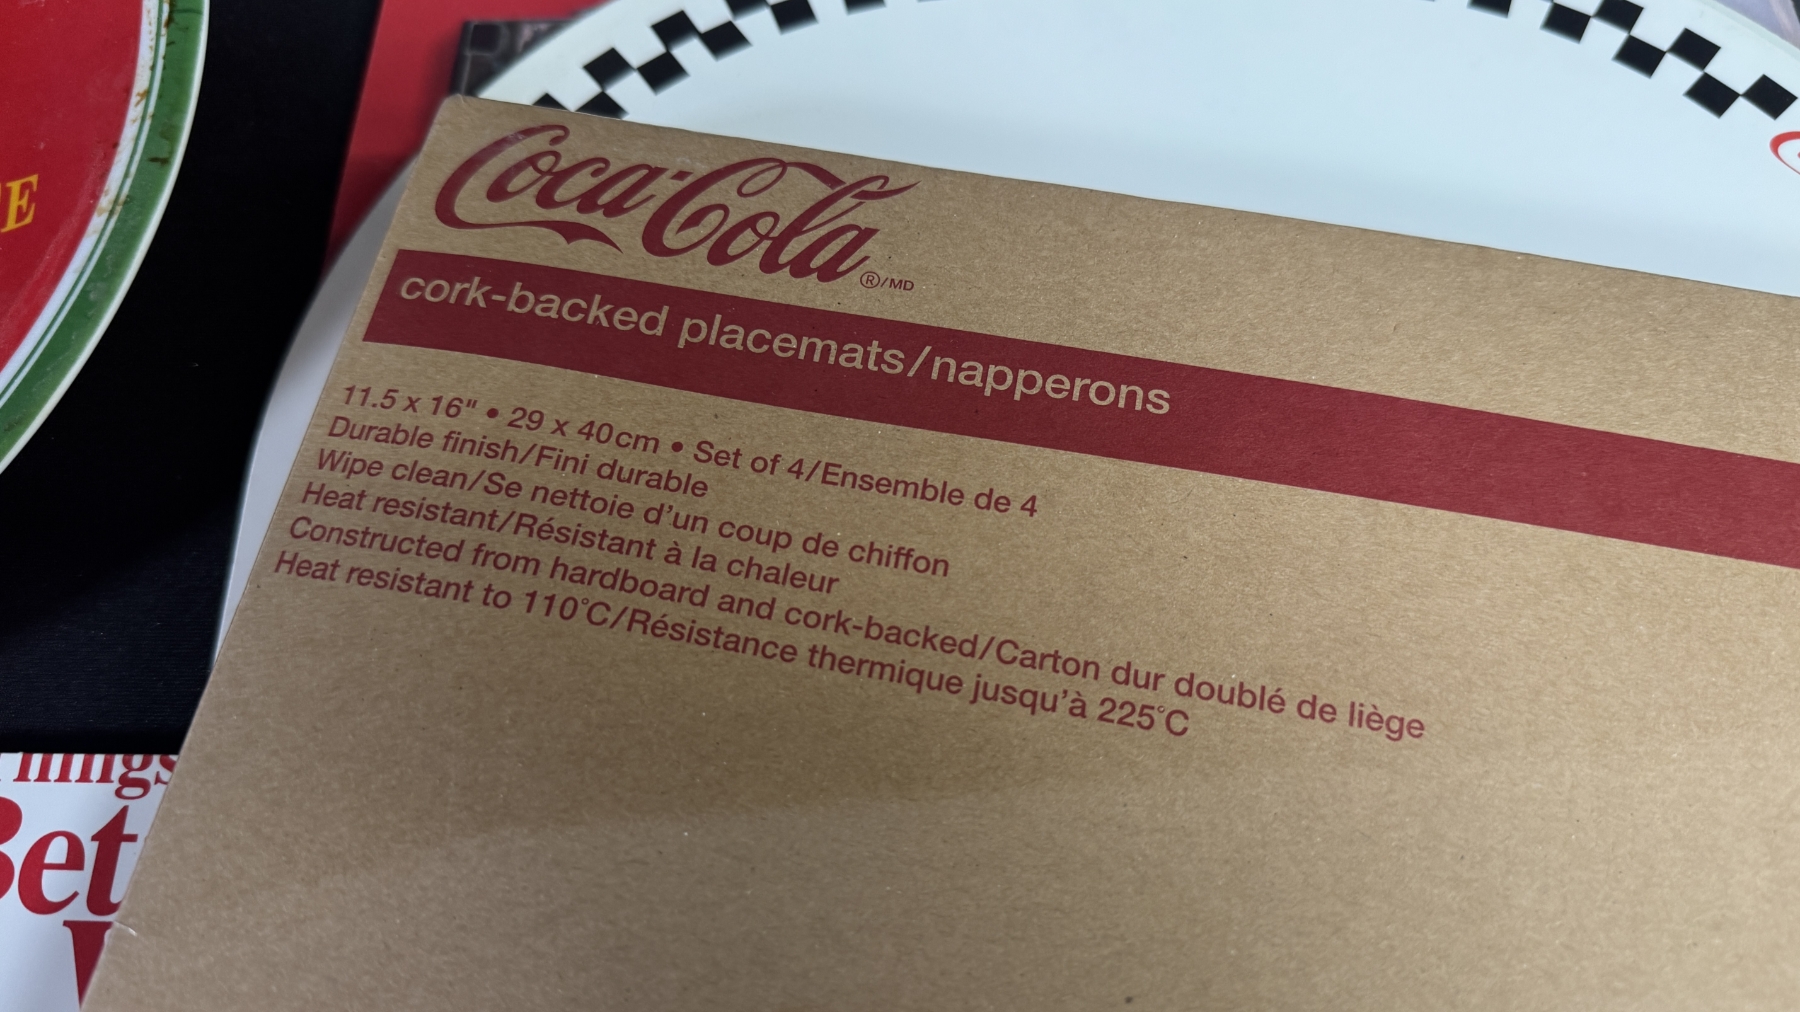 Coca-Cola ®/MD
cork-backed placemats/napperons
11.5 x 16" • 29 x 40cm • Set of 4/Ensemble de 4
Durable finish/Fini durable
Wipe clean/Se nettoie d'un coup de chiffon
Heat resistant/Résistant à la chaleur
Constructed from hardboard and cork-backed/Carton dur doublé de liège
Heat resistant to 110°C/Résistance thermique jusqu'à 225°C